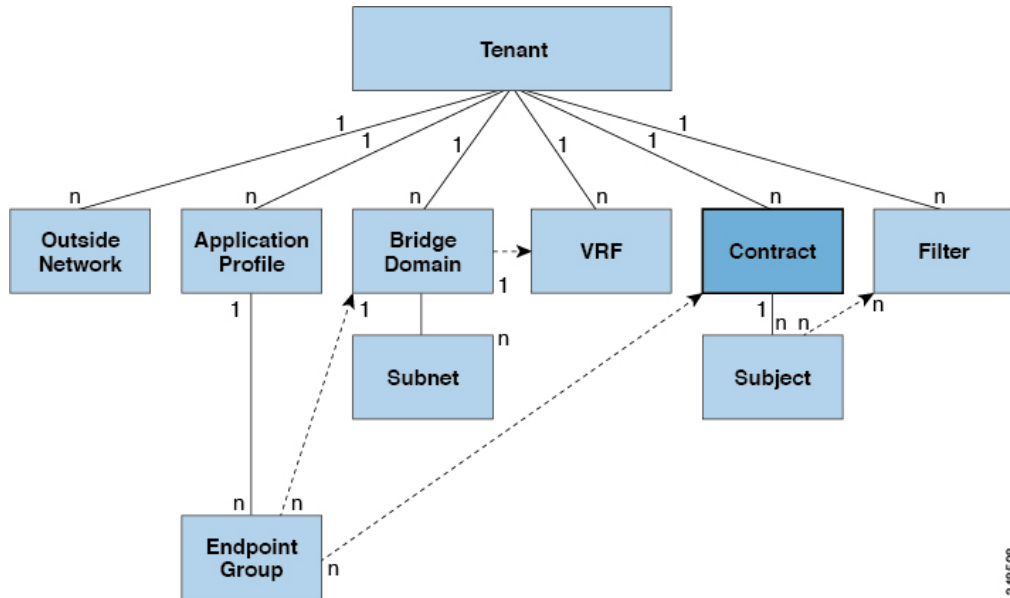 Tenant
1
1
1
1
1
1
n
n
n
n
n
n
Outside
Network
Application
Profile
Bridge
Domain
VRF
Contract
Filter
1
1
1
1
n
n
n
n
Subnet
Subject
n
n
Endpoint
Group
n